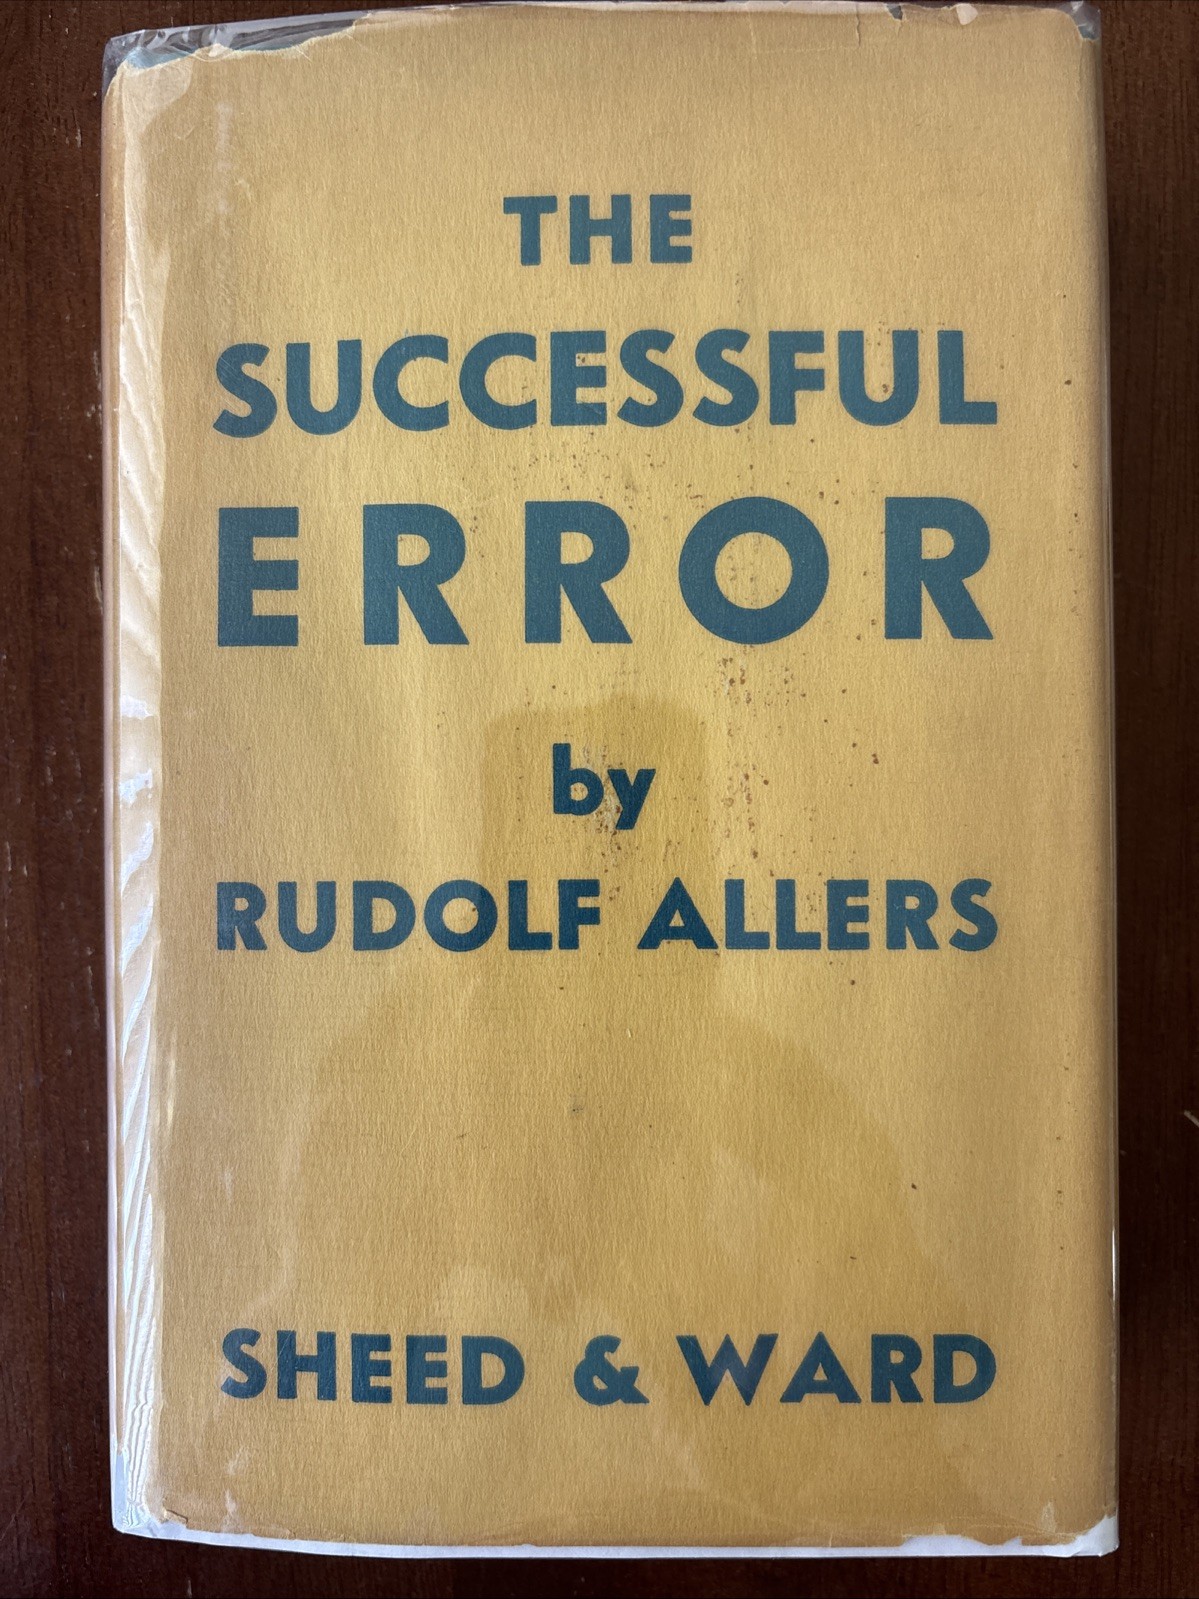 THE
SUCCESSFUL
ERROR
by
RUDOLF ALLERS
SHEED & WARD